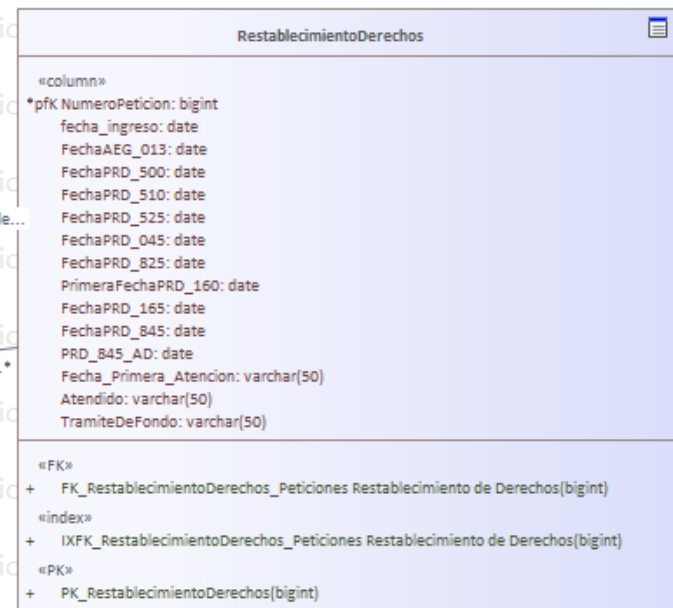 RestablecimientoDerechos
«column»
*pfK NumeroPeticion: bigint
fecha_ingreso: date
FechaAEG_013: date
FechaPRD_500: date
FechaPRD_510: date
FechaPRD_525: date
FechaPRD_045: date
FechaPRD_825: date
PrimeraFechaPRD_160: date
FechaPRD_165: date
FechaPRD_845: date
PRD_845_AD: date
Fecha_Primera_Atencion: varchar(50)
Atendido: varchar(50)
TramiteDeFondo: varchar(50)
«FK»
+ FK_RestablecimientoDerechos_Peticiones Restablecimiento de Derechos(bigint)
«index»
+ IXFK_RestablecimientoDerechos_Peticiones Restablecimiento de Derechos(bigint)
«PK»
+ PK_RestablecimientoDerechos(bigint)